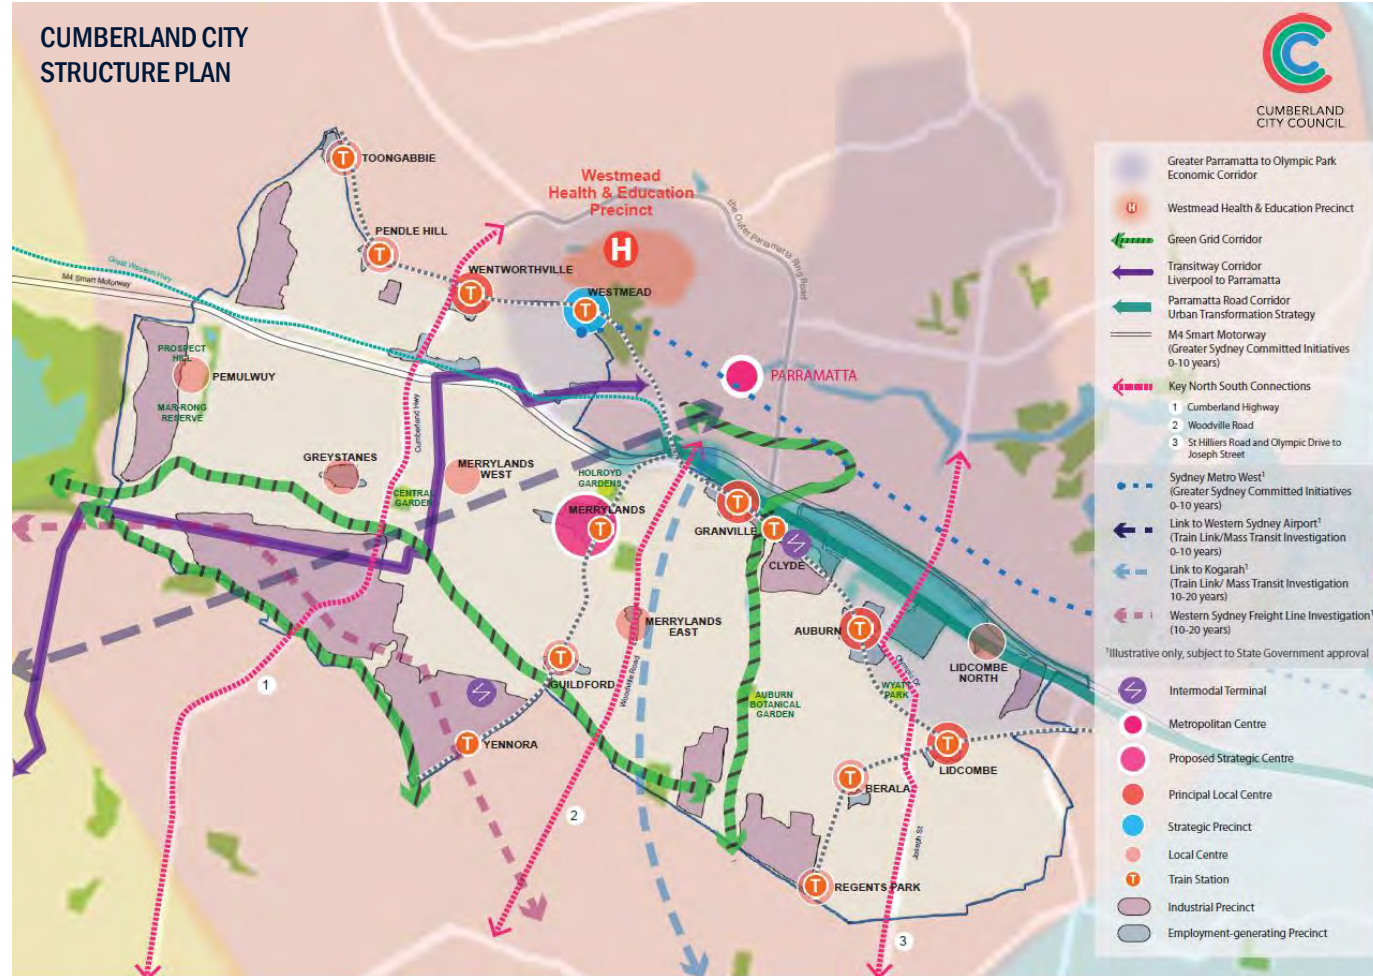 CUMBERLAND CITY
STRUCTURE PLAN
CUMBERLAND
CITY COUNCIL
TOONGABBIE
PENDLE HILL
Westmead
Health & Education
Precinct
H
WENTWORTHVILLE
WESTMEAD
the Outer Parramatta Ring Road
Great Western Hwy
M4 Smart Motorway
PROSPECT
HILL
PEMULWUY
MAR-RONG
RESERVE
PARRAMATTA
Cumberland Hwy
GREYSTANES
MERRYLANDS
WEST
CENTRAL
GARDEN
HOLROYD
GARDENS
MERRYLANDS
GRANVILLE
CLYDE
MERRYLANDS
EAST
AUBURN
LIDCOMBE
NORTH
Olympic Dr
WYATT
PARK
GUILDFORD
Woodville Road
AUBURN
BOTANICAL
GARDEN
YENNORA
LIDCOMBE
BERALA
Joseph St
REGENTS PARK
1
2
3
T
T
T
T
T
T
T
T
T
T
T
T
T
Greater Parramatta to Olympic Park
Economic Corridor
H
Westmead Health & Education Precinct
Green Grid Corridor
Transitway Corridor
Liverpool to Parramatta
Parramatta Road Corridor
Urban Transformation Strategy
M4 Smart Motorway
(Greater Sydney Committed Initiatives
0-10 years)
Key North South Connections
1 Cumberland Highway
2 Woodville Road
3 St Hilliers Road and Olympic Drive to
Joseph Street
Sydney Metro West¹
(Greater Sydney Committed Initiatives
0-10 years)
Link to Western Sydney Airport¹
(Train Link/Mass Transit Investigation
0-10 years)
Link to Kogarah¹
(Train Link/ Mass Transit Investigation
10-20 years)
Western Sydney Freight Line Investigation¹
(10-20 years)
¹Illustrative only, subject to State Government approval
Intermodal Terminal
Metropolitan Centre
Proposed Strategic Centre
Principal Local Centre
Strategic Precinct
Local Centre
T Train Station
Industrial Precinct
Employment-generating Precinct